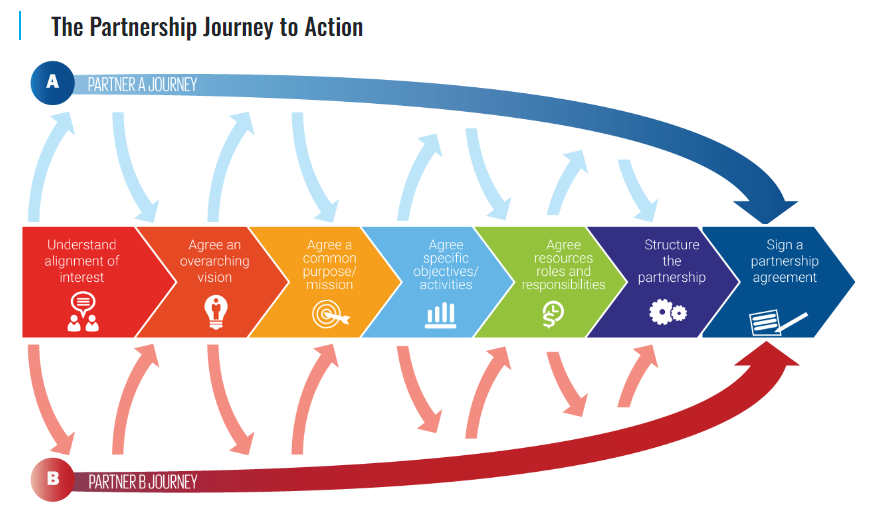 The Partnership Journey to Action
A
PARTNER A JOURNEY
Understand
alignment of
interest
Agree an
overarching
vision
Agree a
common
purpose/
mission
Agree
specific
objectives/
activities
Agree
resources
roles and
responsibilities
Structure
the
partnership
Sign a
partnership
agreement
B
PARTNER B JOURNEY